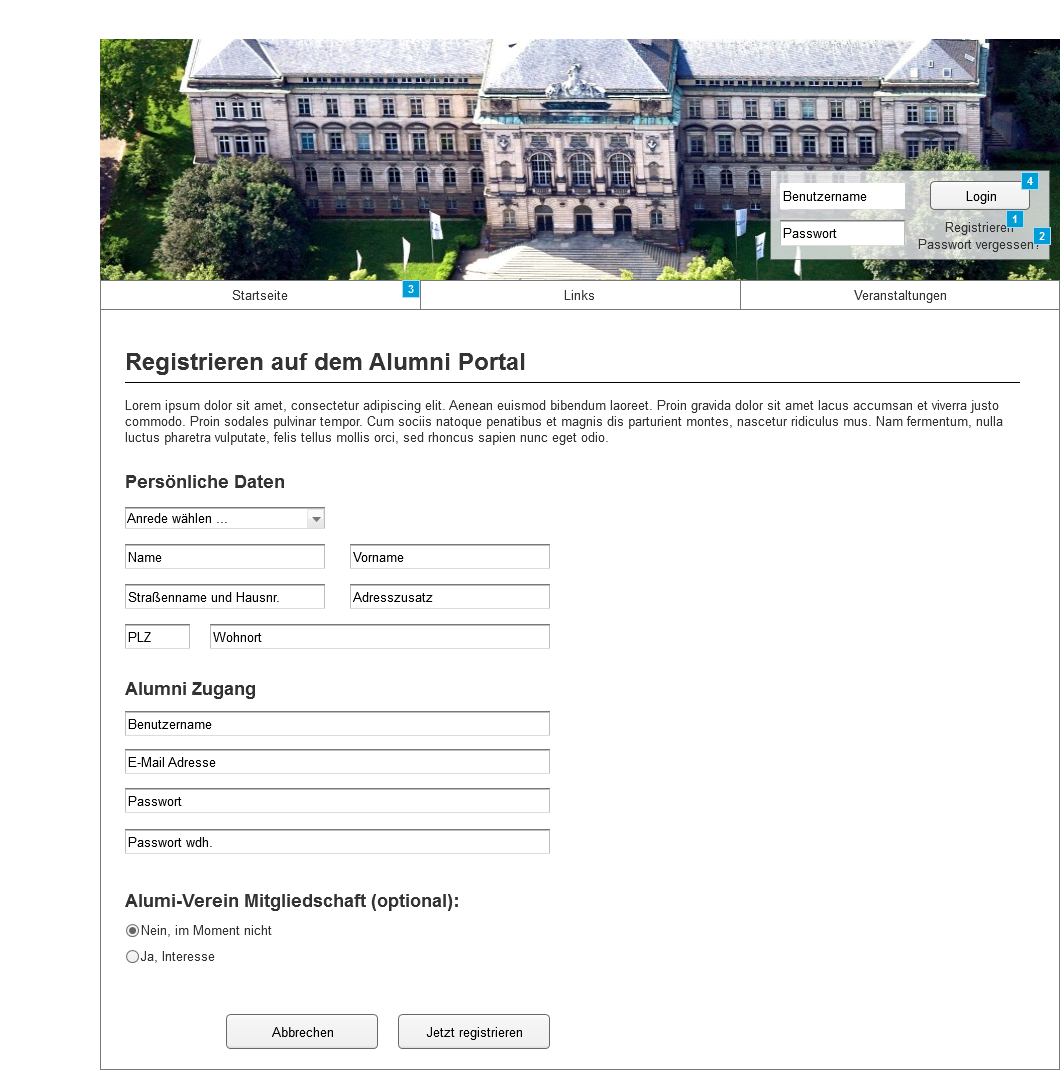 Benutzername
4
Login
1
Registrieren
2
Passwort
Passwort vergessen?
Startseite
3
Links
Veranstaltungen
Registrieren auf dem Alumni Portal
Lorem ipsum dolor sit amet, consectetur adipiscing elit. Aenean euismod bibendum laoreet. Proin gravida dolor sit amet lacus accumsan et viverra justo
commodo. Proin sodales pulvinar tempor. Cum sociis natoque penatibus et magnis dis parturient montes, nascetur ridiculus mus. Nam fermentum, nulla
luctus pharetra vulputate, felis tellus mollis orci, sed rhoncus sapien nunc eget odio.
Persönliche Daten
Anrede wählen ...
Name
Vorname
Straßenname und Hausnr.
Adresszusatz
PLZ
Wohnort
Alumni Zugang
Benutzername
E-Mail Adresse
Passwort
Passwort wdh.
Alumi-Verein Mitgliedschaft (optional):
Nein, im Moment nicht
Ja, Interesse
Abbrechen
Jetzt registrieren